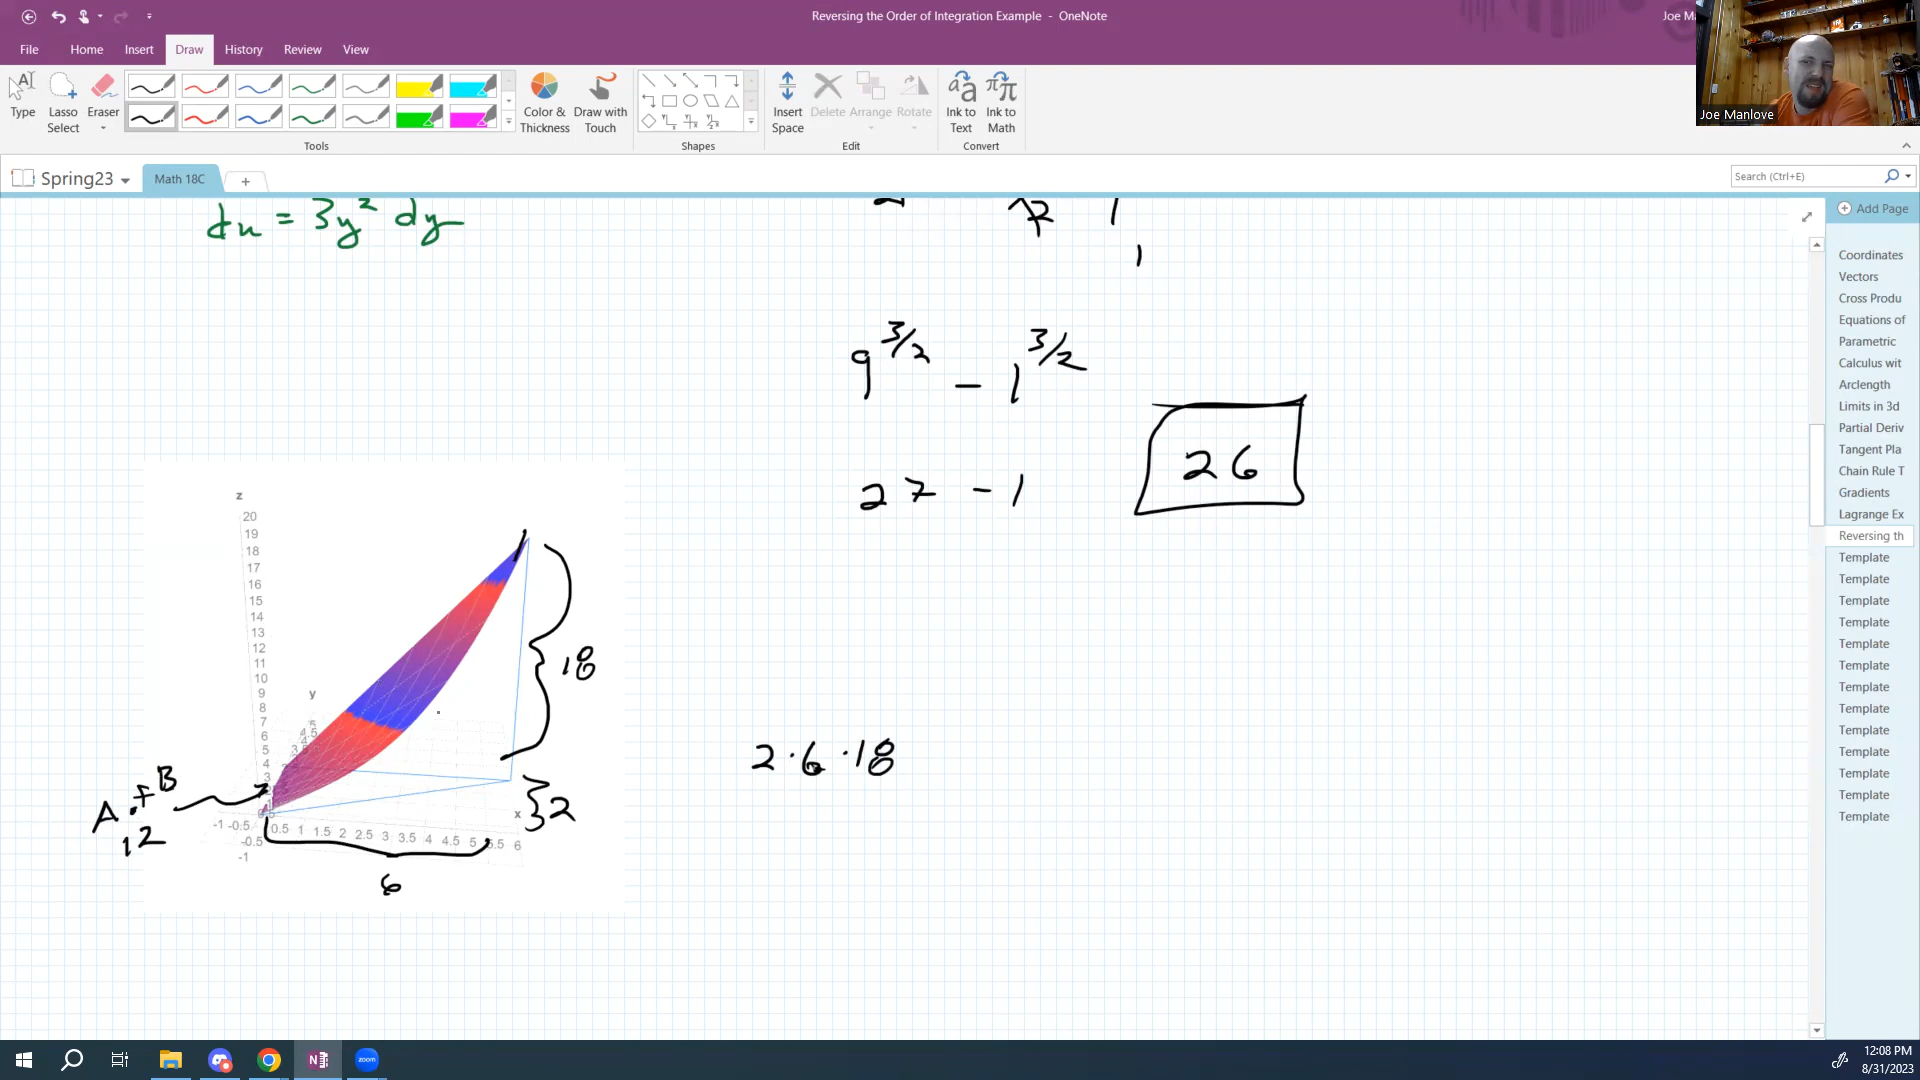 Reversing the Order of Integration Example - OneNote
Joe Ma
File Home Insert Draw History Review View
Type
Lasso Select
Eraser
Color & Thickness
Draw with Touch
Insert Space
Delete
Arrange
Rotate
Ink to Text
Ink to Math
Tools
Shapes
Edit
Convert
Joe Manlove
Spring23
Math 18C
Search (Ctrl+E)
Add Page
Coordinates
Vectors
Cross Produ
Equations of
Parametric
Calculus wit
Arclength
Limits in 3d
Partial Deriv
Tangent Pla
Chain Rule T
Gradients
Lagrange Ex
Reversing th
Template
Template
Template
Template
Template
Template
Template
Template
Template
Template
Template
Template
Template
du = 3y² dy
9^3/2 - 1^3/2
27 - 1
26
z
20
19
18
17
16
15
14
13
12
11
10
9
8
7
6
5
4
3
y
x
-1 -0.5 0.5 1 1.5 2 2.5 3 3.5 4 4.5 5 5.5 6
-0.5
-1
18
2
6
A of B
12
2·6·18
zoom
12:08 PM
8/31/2023